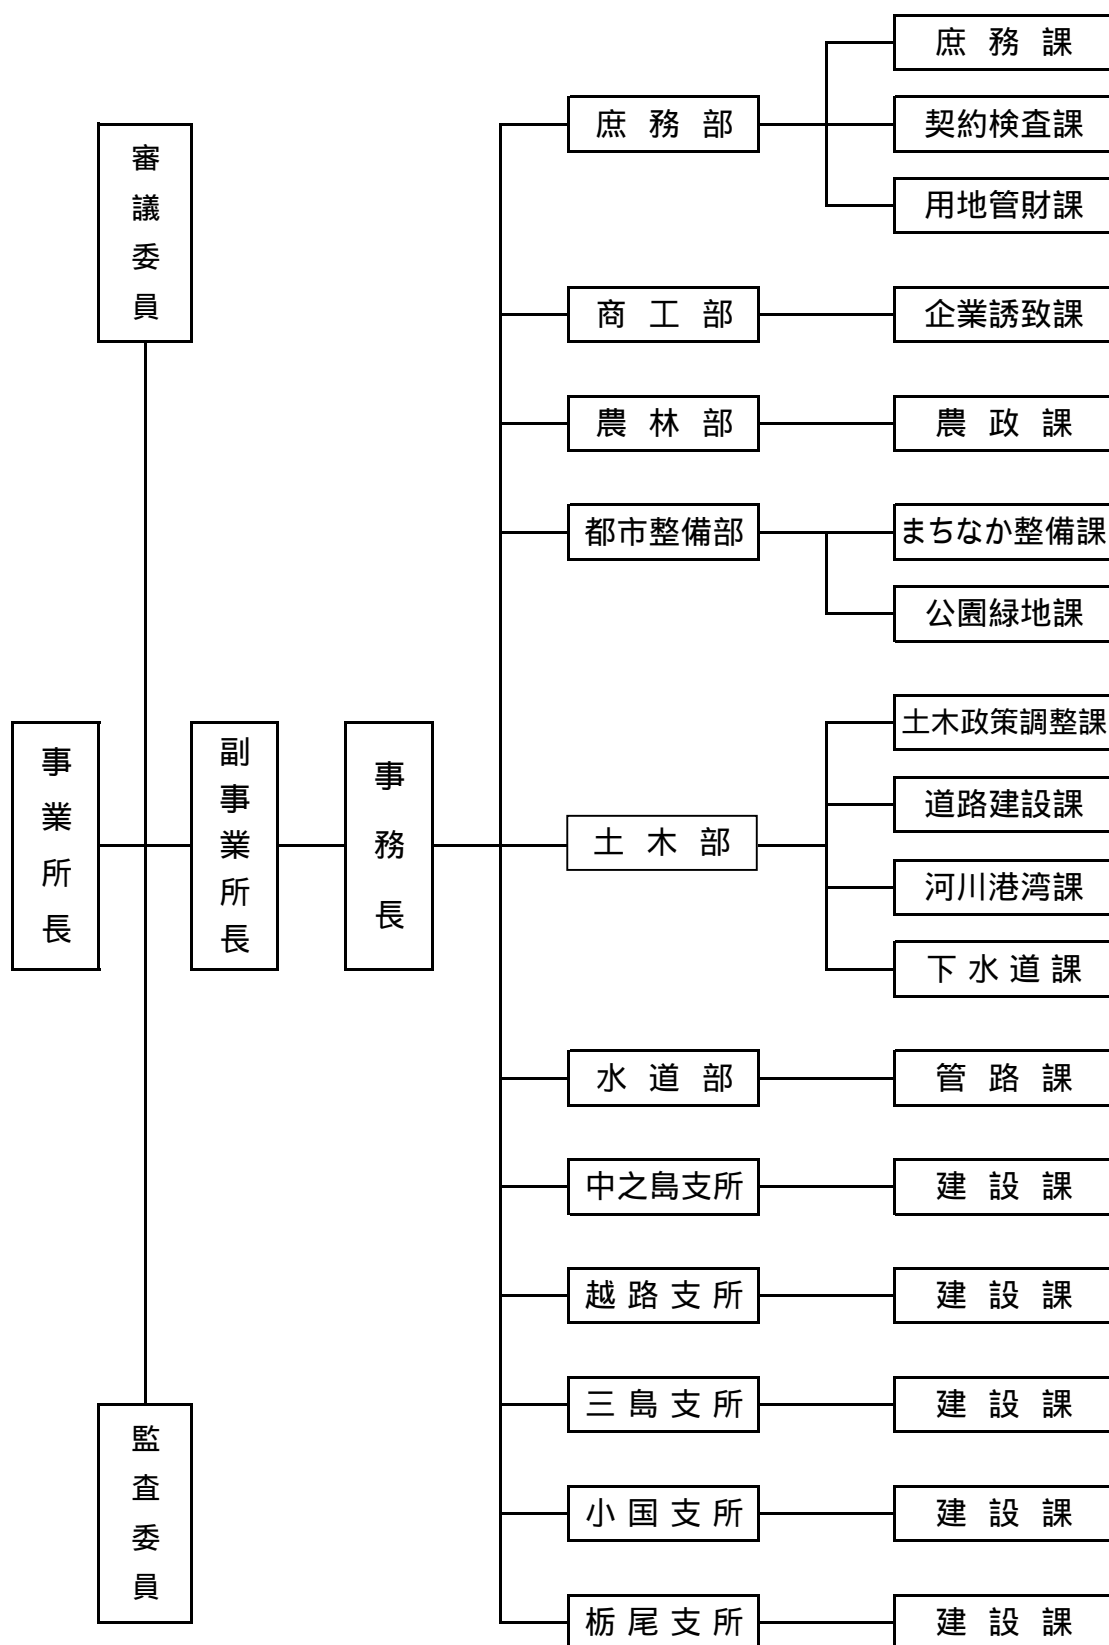 審議委員
監査委員
事業所長
副事業所長
事務長
庶務部
庶務課
契約検査課
用地管財課
商工部
企業誘致課
農林部
農政課
都市整備部
まちなか整備課
公園緑地課
土木部
土木政策調整課
道路建設課
河川港湾課
下水道課
水道部
管路課
中之島支所
建設課
越路支所
建設課
三島支所
建設課
小国支所
建設課
栃尾支所
建設課